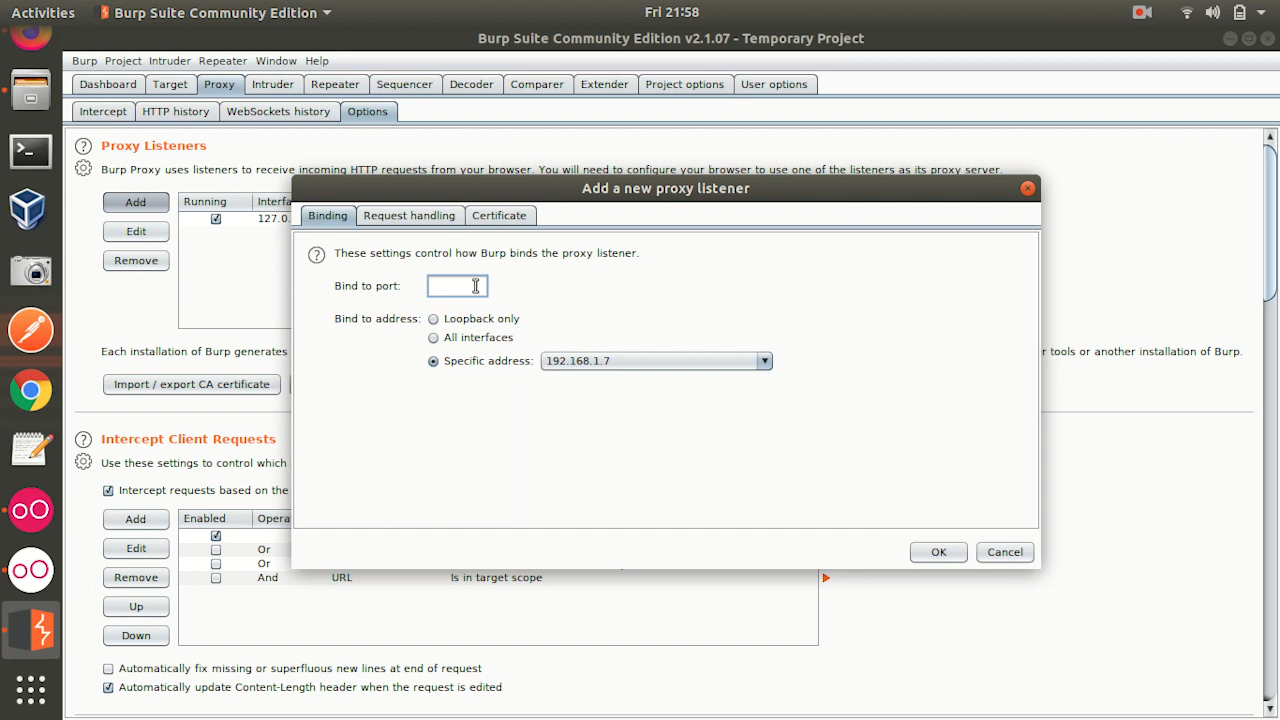 Activities
Burp Suite Community Edition
Fri 21:58
Burp Suite Community Edition v2.1.07 - Temporary Project
Burp Project Intruder Repeater Window Help
Dashboard Target Proxy Intruder Repeater Sequencer Decoder Comparer Extender Project options User options
Intercept HTTP history WebSockets history Options
Proxy Listeners
Burp Proxy uses listeners to receive incoming HTTP requests from your browser. You will need to configure your browser to use one of the listeners as its proxy server.
Add
Edit
Remove
Running
127.0.
Add a new proxy listener
Binding Request handling Certificate
These settings control how Burp binds the proxy listener.
Bind to port:
Bind to address: Loopback only
All interfaces
Specific address: 192.168.1.7
OK Cancel
Each installation of Burp generates
tools or another installation of Burp.
Import / export CA certificate
Intercept Client Requests
Use these settings to control which
Intercept requests based on the
Add
Edit
Remove
Up
Down
Enabled
Or
Or
And URL Is in target scope
Automatically fix missing or superfluous new lines at end of request
Automatically update Content-Length header when the request is edited